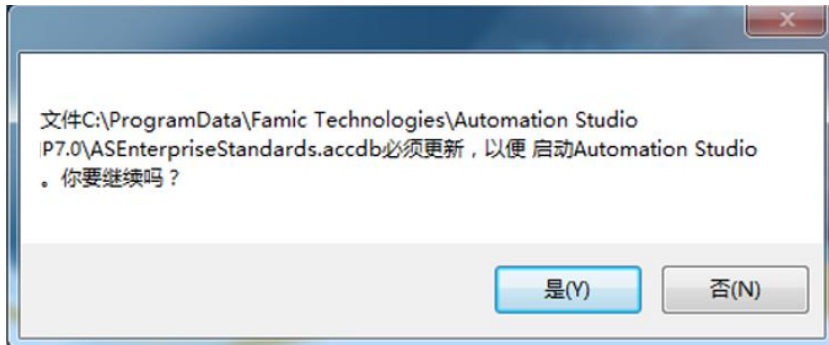 文件C:\ProgramData\Famic Technologies\Automation Studio
P7.0\ASEnterpriseStandards.accdb必须更新，以便 启动Automation Studio
。你要继续吗？
是(Y)
否(N)